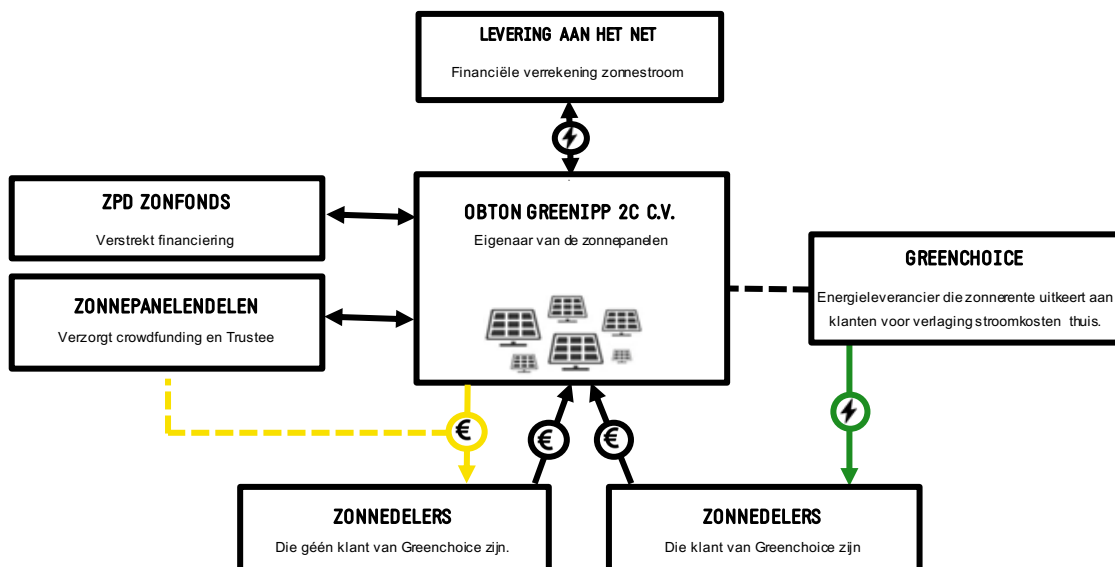 LEVERING AAN HET NET
Financiële verrekening zonnestroom
ZPD ZONFONDS
Verstrekt financiering
OBTON GREENIPP 2C C.V.
Eigenaar van de zonnepanelen
GREENCHOICE
Energieleverancier die zonnerente uitkeert aan
klanten voor verlaging stroomkosten thuis.
ZONNEPANELENDELEN
Verzorgt crowdfunding en Trustee
€
€
€
ZONNEDELERS
Die géén klant van Greenchoice zijn.
ZONNEDELERS
Die klant van Greenchoice zijn